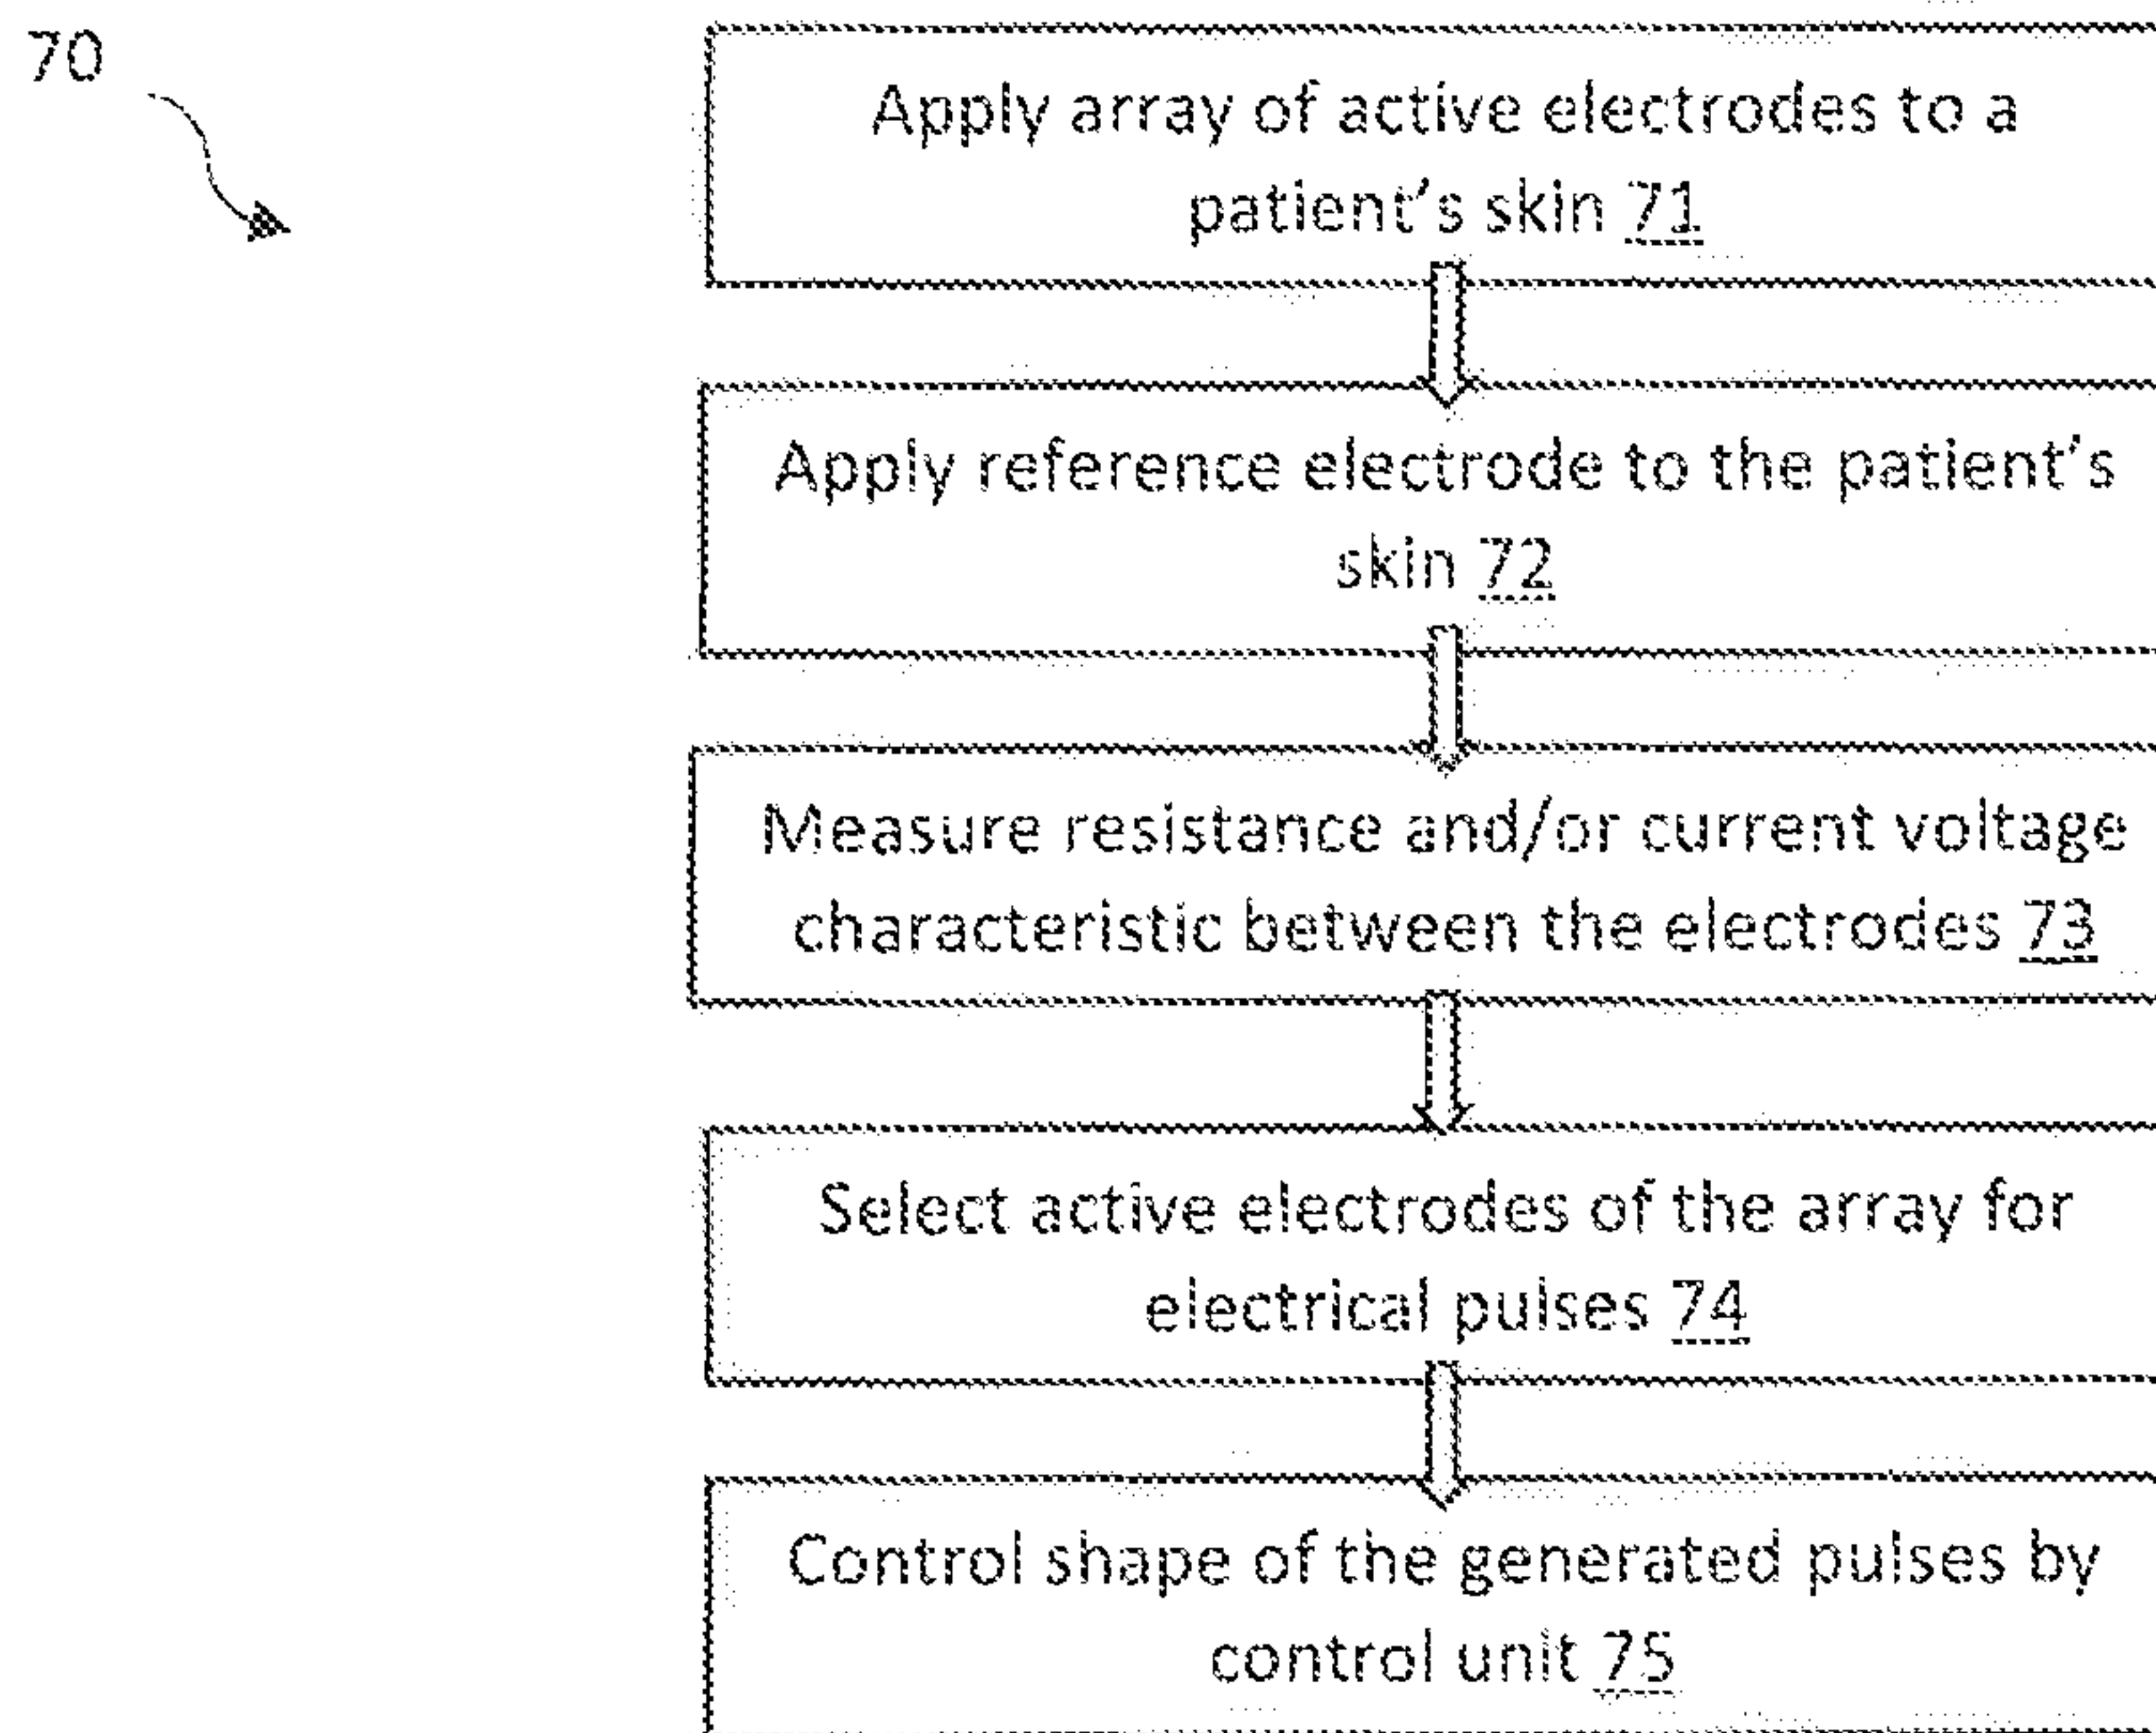 70
Apply array of active electrodes to a
patient's skin 71
Apply reference electrode to the patient's
skin 72
Measure resistance and/or current voltage
characteristic between the electrodes 73
Select active electrodes of the array for
electrical pulses 74
Control shape of the generated pulses by
control unit 75